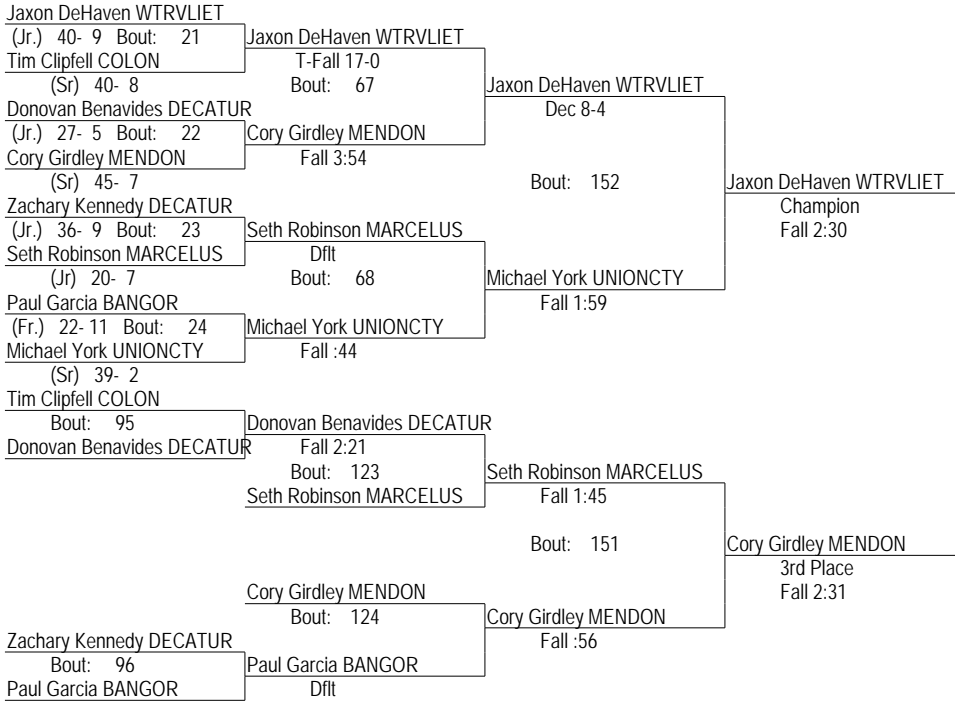 Jaxon DeHaven WTRVLIET
(Jr.) 40- 9 Bout: 21
Jaxon DeHaven WTRVLIET
Tim Clipfell COLON
T-Fall 17-0
(Sr) 40- 8
Bout: 67
Jaxon DeHaven WTRVLIET
Donovan Benavides DECATUR
Dec 8-4
(Jr.) 27- 5 Bout: 22
Cory Girdley MENDON
Cory Girdley MENDON
Fall 3:54
(Sr) 45- 7
Bout: 152
Jaxon DeHaven WTRVLIET
Zachary Kennedy DECATUR
Champion
(Jr.) 36- 9 Bout: 23
Seth Robinson MARCELUS
Fall 2:30
Seth Robinson MARCELUS
Dflt
(Jr) 20- 7
Bout: 68
Michael York UNIONCTY
Paul Garcia BANGOR
Fall 1:59
(Fr.) 22- 11 Bout: 24
Michael York UNIONCTY
Michael York UNIONCTY
Fall :44
(Sr) 39- 2
Tim Clipfell COLON
Bout: 95
Donovan Benavides DECATUR
Donovan Benavides DECATUR
Fall 2:21
Bout: 123
Seth Robinson MARCELUS
Seth Robinson MARCELUS
Fall 1:45
Bout: 151
Cory Girdley MENDON
3rd Place
Cory Girdley MENDON
Fall 2:31
Bout: 124
Cory Girdley MENDON
Zachary Kennedy DECATUR
Fall :56
Bout: 96
Paul Garcia BANGOR
Paul Garcia BANGOR
Dflt